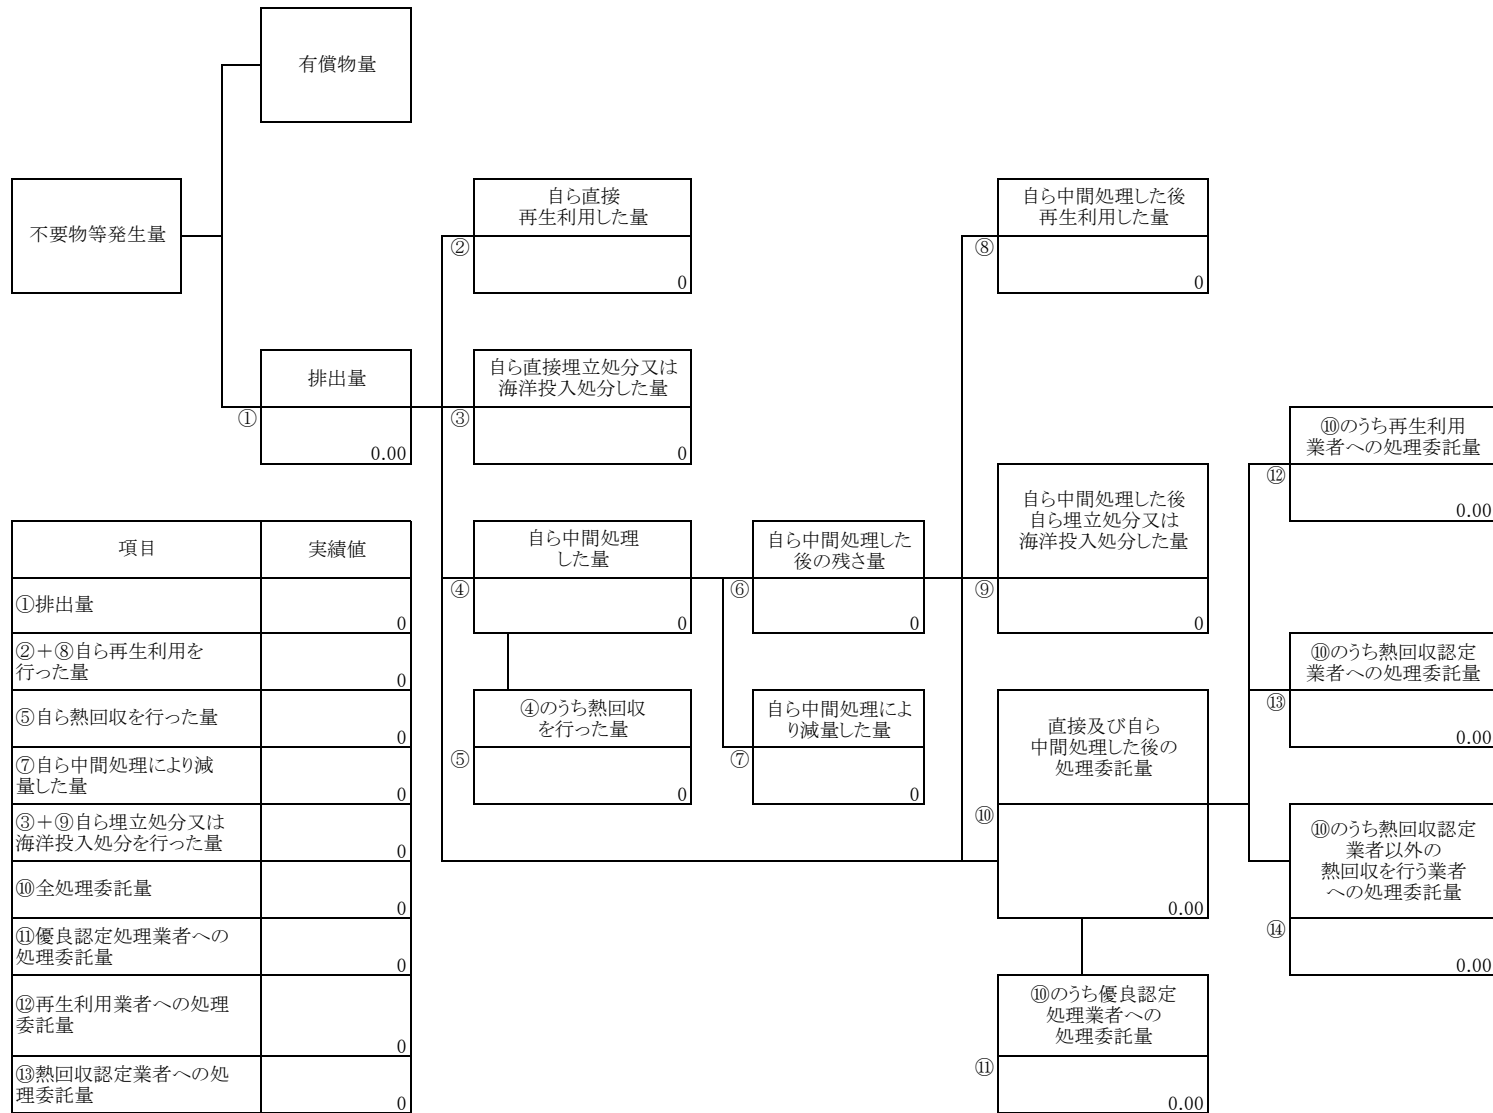 有償物量
不要物等発生量
自ら直接
再生利用した量
②
0
自ら中間処理した後
再生利用した量
⑧
0
排出量
①
0.00
自ら直接埋立処分又は
海洋投入処分した量
③
0
⑩のうち再生利用
業者への処理委託量
⑫
0.00
自ら中間処理
した量
④
0
自ら中間処理した
後の残さ量
⑥
0
自ら中間処理した後
自ら埋立処分又は
海洋投入処分した量
⑨
0
⑩のうち熱回収認定
業者への処理委託量
⑬
0.00
④のうち熱回収
を行った量
⑤
0
自ら中間処理によ
り減量した量
⑦
0
直接及び自ら
中間処理した後の
処理委託量
⑩
0.00
⑩のうち熱回収認定
業者以外の
熱回収を行う業者
への処理委託量
⑭
0.00
⑩のうち優良認定
処理業者への
処理委託量
⑪
0.00
項目 実績値
①排出量
0
②＋⑧自ら再生利用を
行った量
0
⑤自ら熱回収を行った量
0
⑦自ら中間処理により減
量した量
0
③＋⑨自ら埋立処分又は
海洋投入処分を行った量
0
⑩全処理委託量
0
⑪優良認定処理業者への
処理委託量
0
⑫再生利用業者への処理
委託量
0
⑬熱回収認定業者への処
理委託量
0